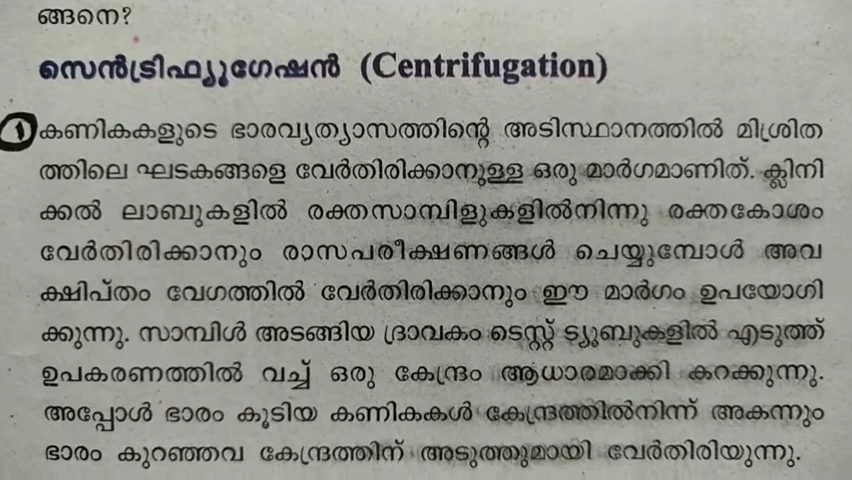 ങ്ങനെ?
സെൻട്രിഫ്യൂഗേഷൻ (Centrifugation)
1 കണികകളുടെ ഭാരവ്യത്യാസത്തിന്റെ അടിസ്ഥാനത്തിൽ മിശ്രിത
ത്തിലെ ഘടകങ്ങളെ വേർതിരിക്കാനുള്ള ഒരു മാർഗമാണിത്. ക്ലിനി
ക്കൽ ലാബുകളിൽ രക്തസാമ്പിളുകളിൽനിന്നു രക്തകോശം
വേർതിരിക്കാനും രാസപരീക്ഷണങ്ങൾ ചെയ്യുമ്പോൾ അവ
ക്ഷിപ്തം വേഗത്തിൽ വേർതിരിക്കാനും ഈ മാർഗം ഉപയോഗി
ക്കുന്നു. സാമ്പിൾ അടങ്ങിയ ദ്രാവകം ടെസ്റ്റ് ട്യൂബുകളിൽ എടുത്ത്
ഉപകരണത്തിൽ വച്ച് ഒരു കേന്ദ്രം ആധാരമാക്കി കറക്കുന്നു.
അപ്പോൾ ഭാരം കൂടിയ കണികകൾ കേന്ദ്രത്തിൽനിന്ന് അകന്നും
ഭാരം കുറഞ്ഞവ കേന്ദ്രത്തിന് അടുത്തുമായി വേർതിരിയുന്നു.